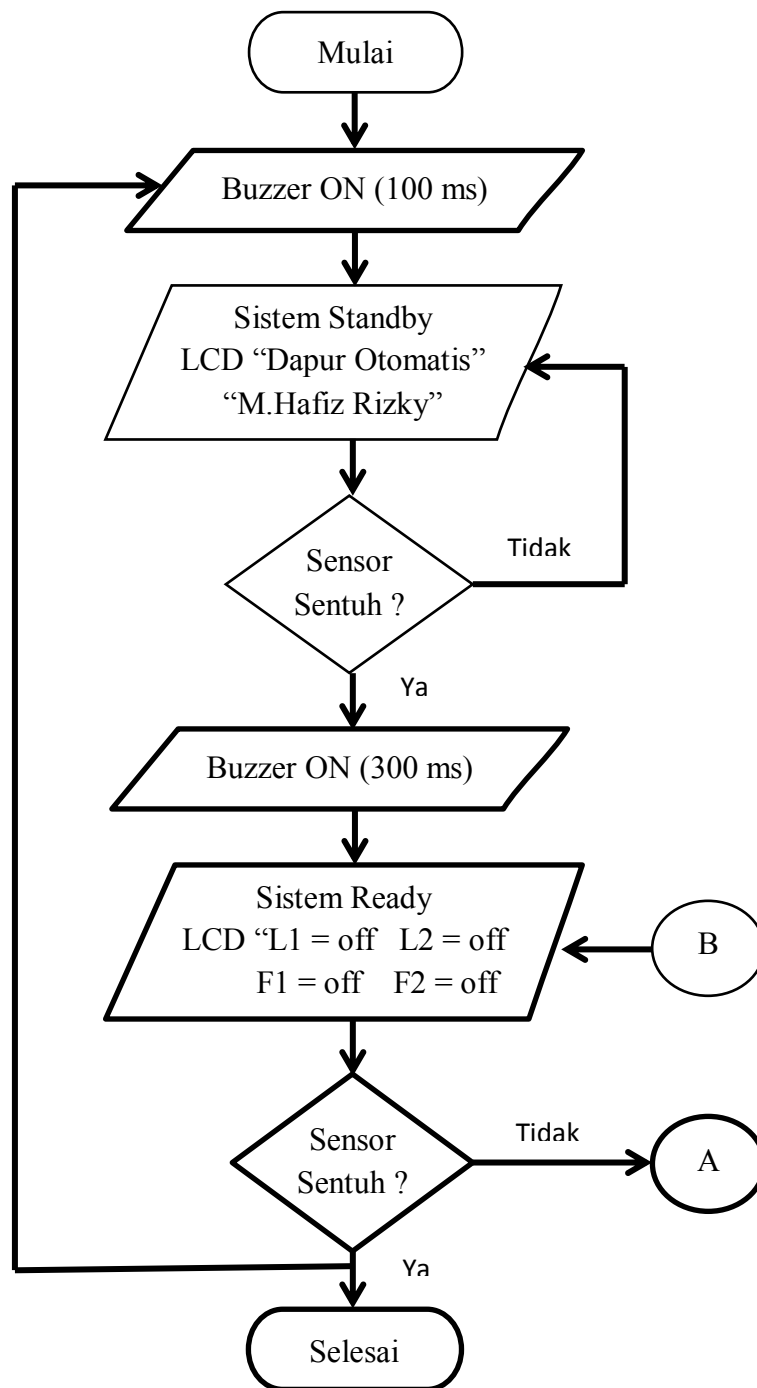 Mulai
Buzzer ON (100 ms)
Sistem Standby
LCD “Dapur Otomatis”
“M.Hafiz Rizky”
Sensor
Sentuh ?
Tidak
Ya
Buzzer ON (300 ms)
Sistem Ready
LCD “L1 = off L2 = off
F1 = off F2 = off
B
Sensor
Sentuh ?
Tidak
A
Ya
Selesai